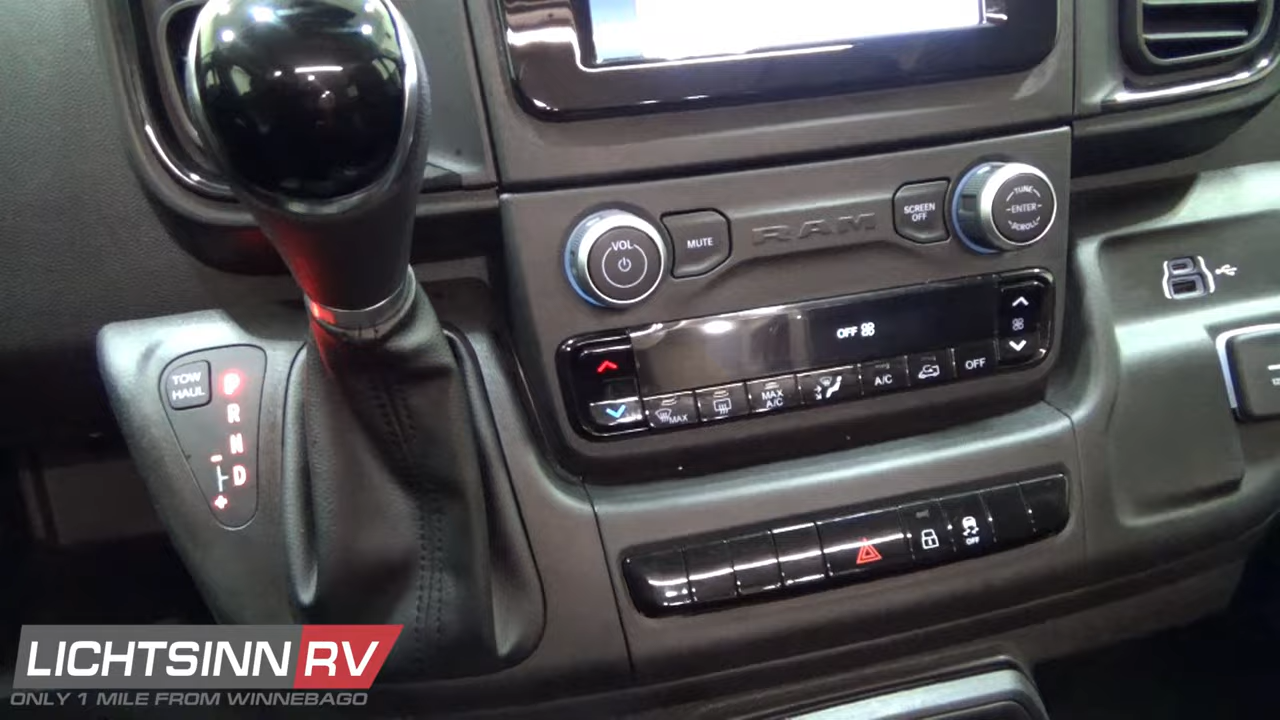 VOL
MUTE
RAM
SCREEN
OFF
TUNE
ENTER
SCROLL
OFF
MAX
MAX
A/C
A/C
OFF
TOW
HAUL
P
R
N
D
-
+
OFF
LICHTSINN RV
ONLY 1 MILE FROM WINNEBAGO